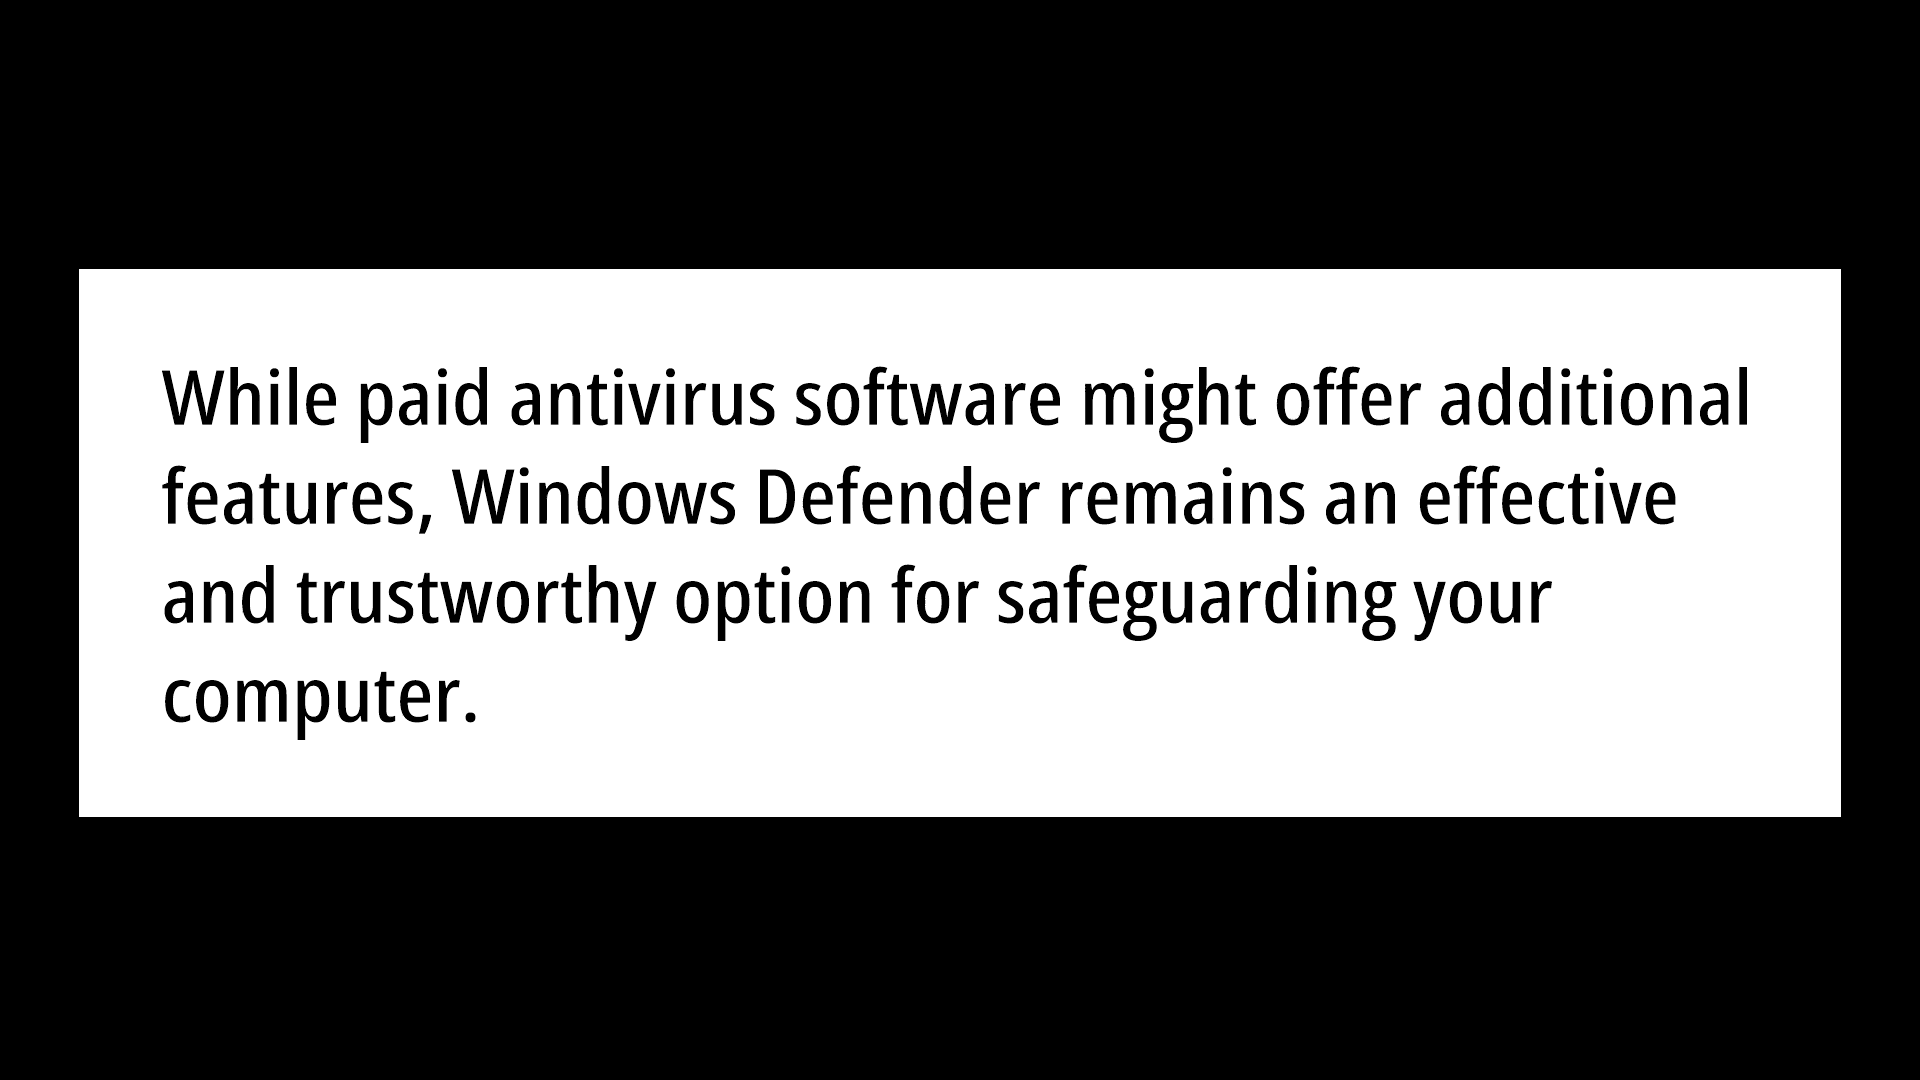 While paid antivirus software might offer additional
features, Windows Defender remains an effective
and trustworthy option for safeguarding your
computer.